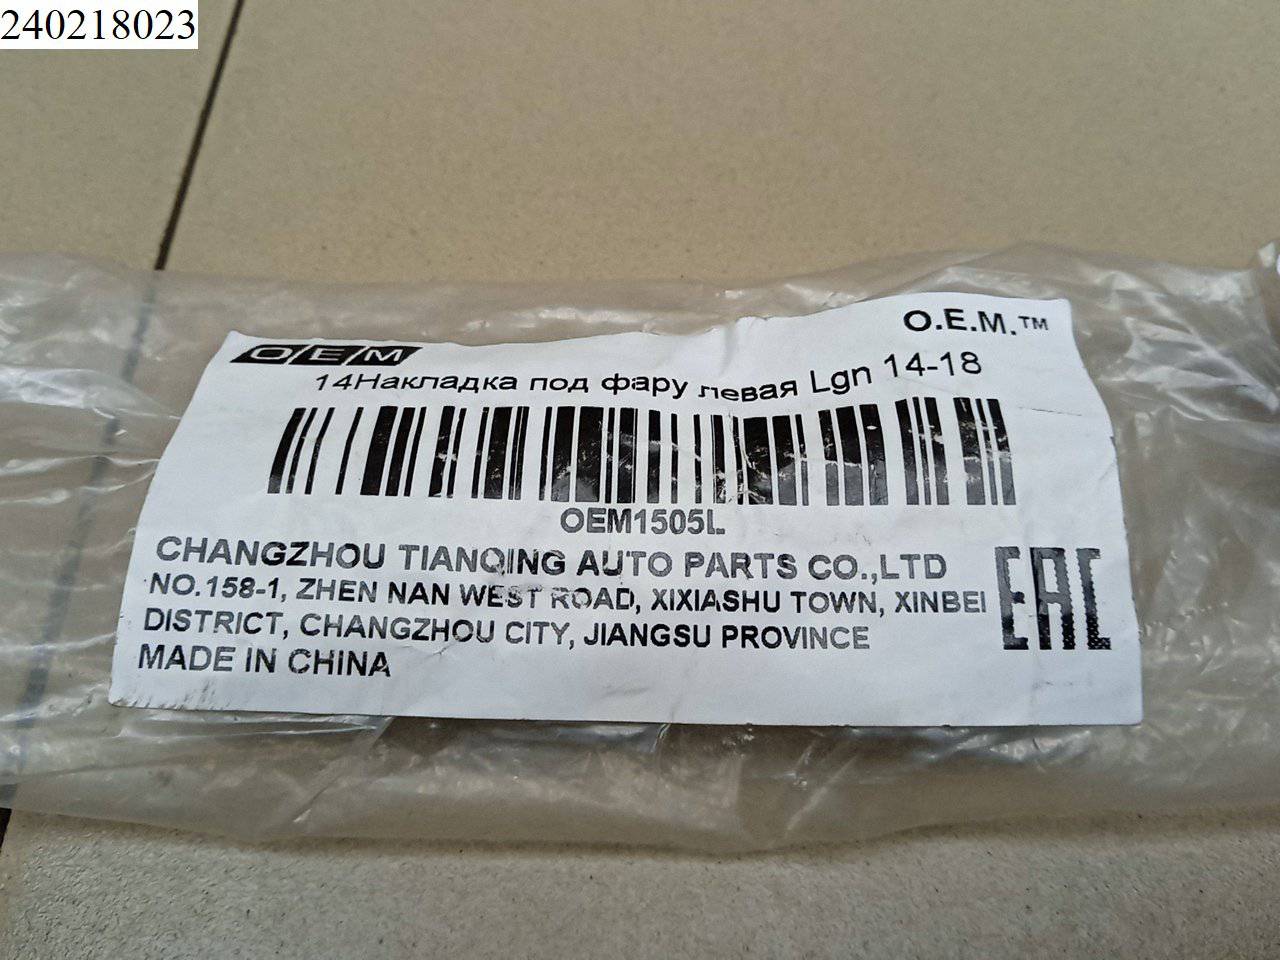 240218023
O.E.M.™
OEM
14Накладка под фару левая Lgn 14-18
OEM1505L
CHANGZHOU TIANQING AUTO PARTS CO.,LTD
NO.158-1, ZHEN NAN WEST ROAD, XIXIASHU TOWN, XINBEI
DISTRICT, CHANGZHOU CITY, JIANGSU PROVINCE
MADE IN CHINA
EAC